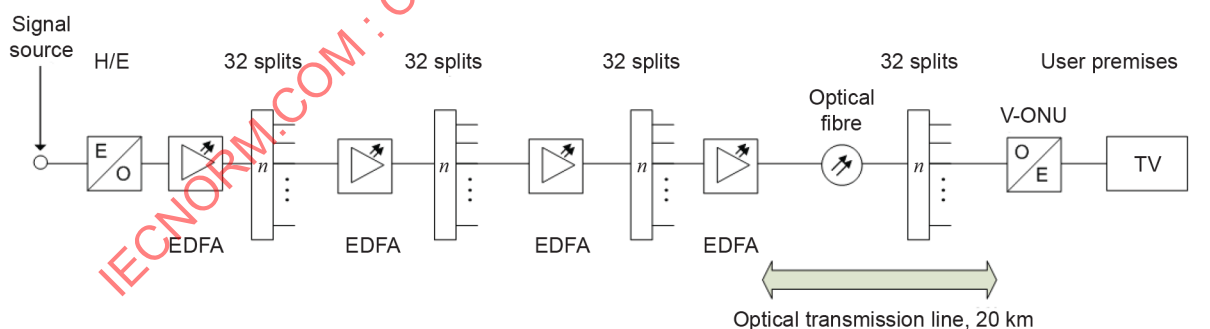 Signal
source
H/E
32 splits
32 splits
32 splits
32 splits
User premises
Optical
fibre
V-ONU
E
O
n
n
n
n
O
E
TV
EDFA
EDFA
EDFA
EDFA
Optical transmission line, 20 km
IECNORM.COM :